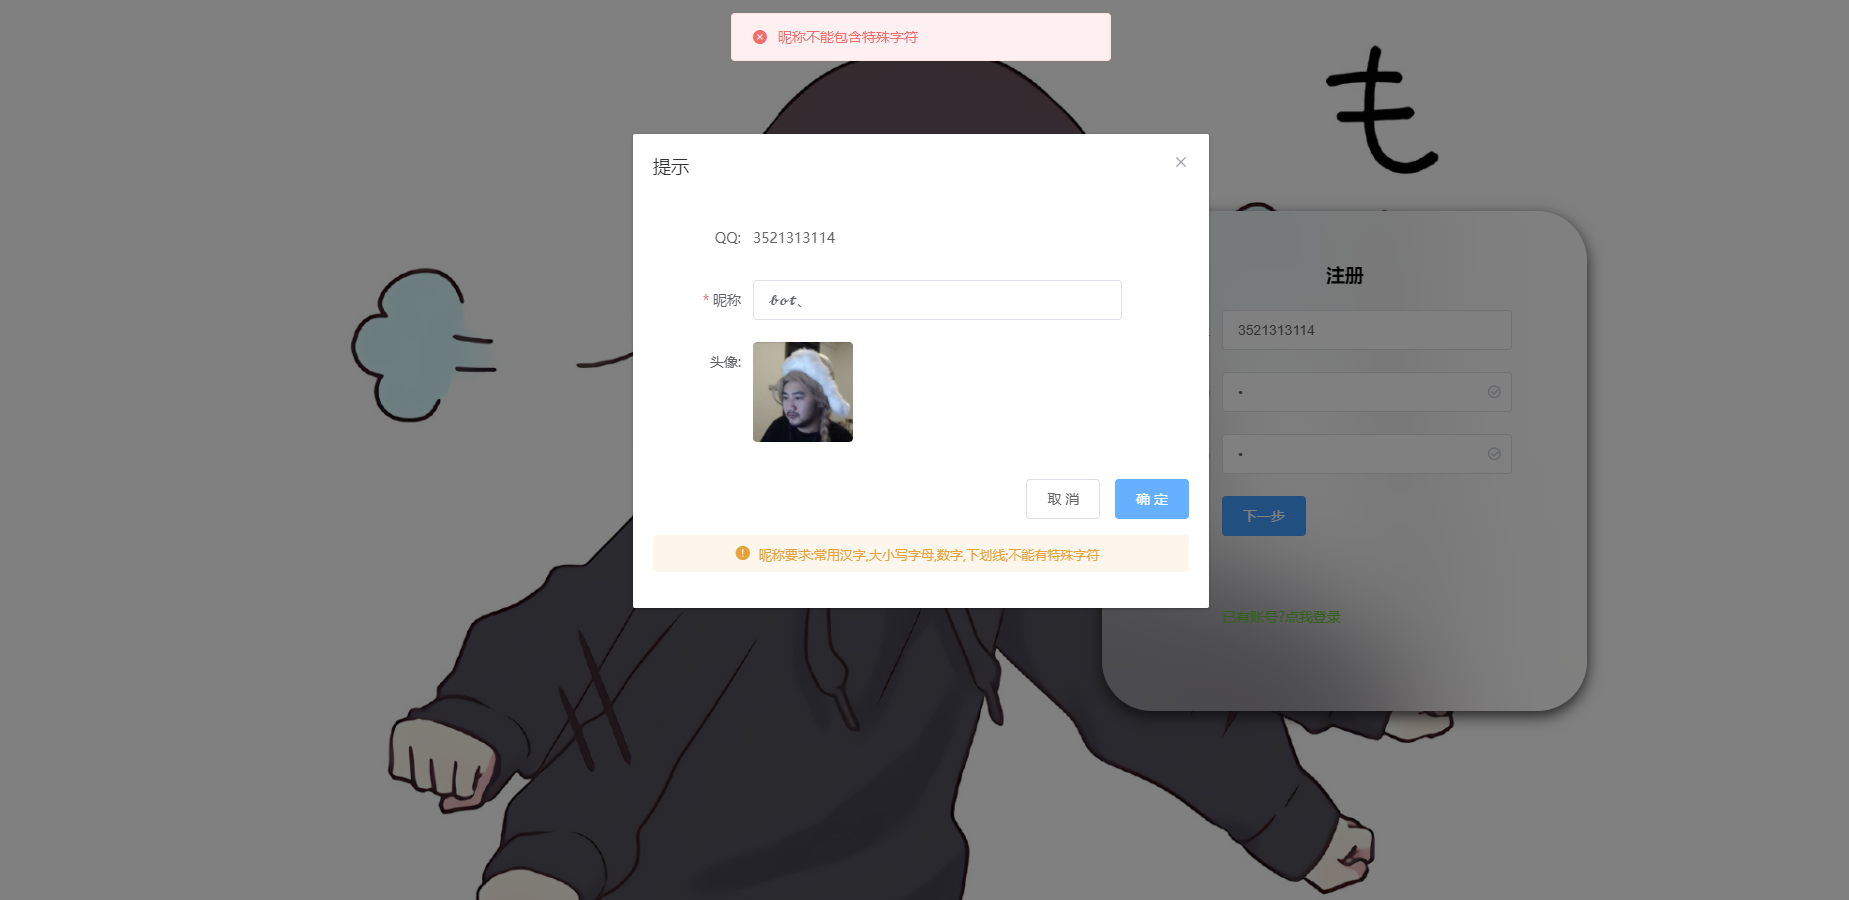 昵称不能包含特殊字符
も
提示
QQ: 3521313114
* 昵称 𝓫𝓸𝓽、
头像:
取 消 确 定
昵称要求:常用汉字,大小写字母,数字,下划线;不能有特殊字符
注册
3521313114
•
•
下一步
已有账号?点我登录